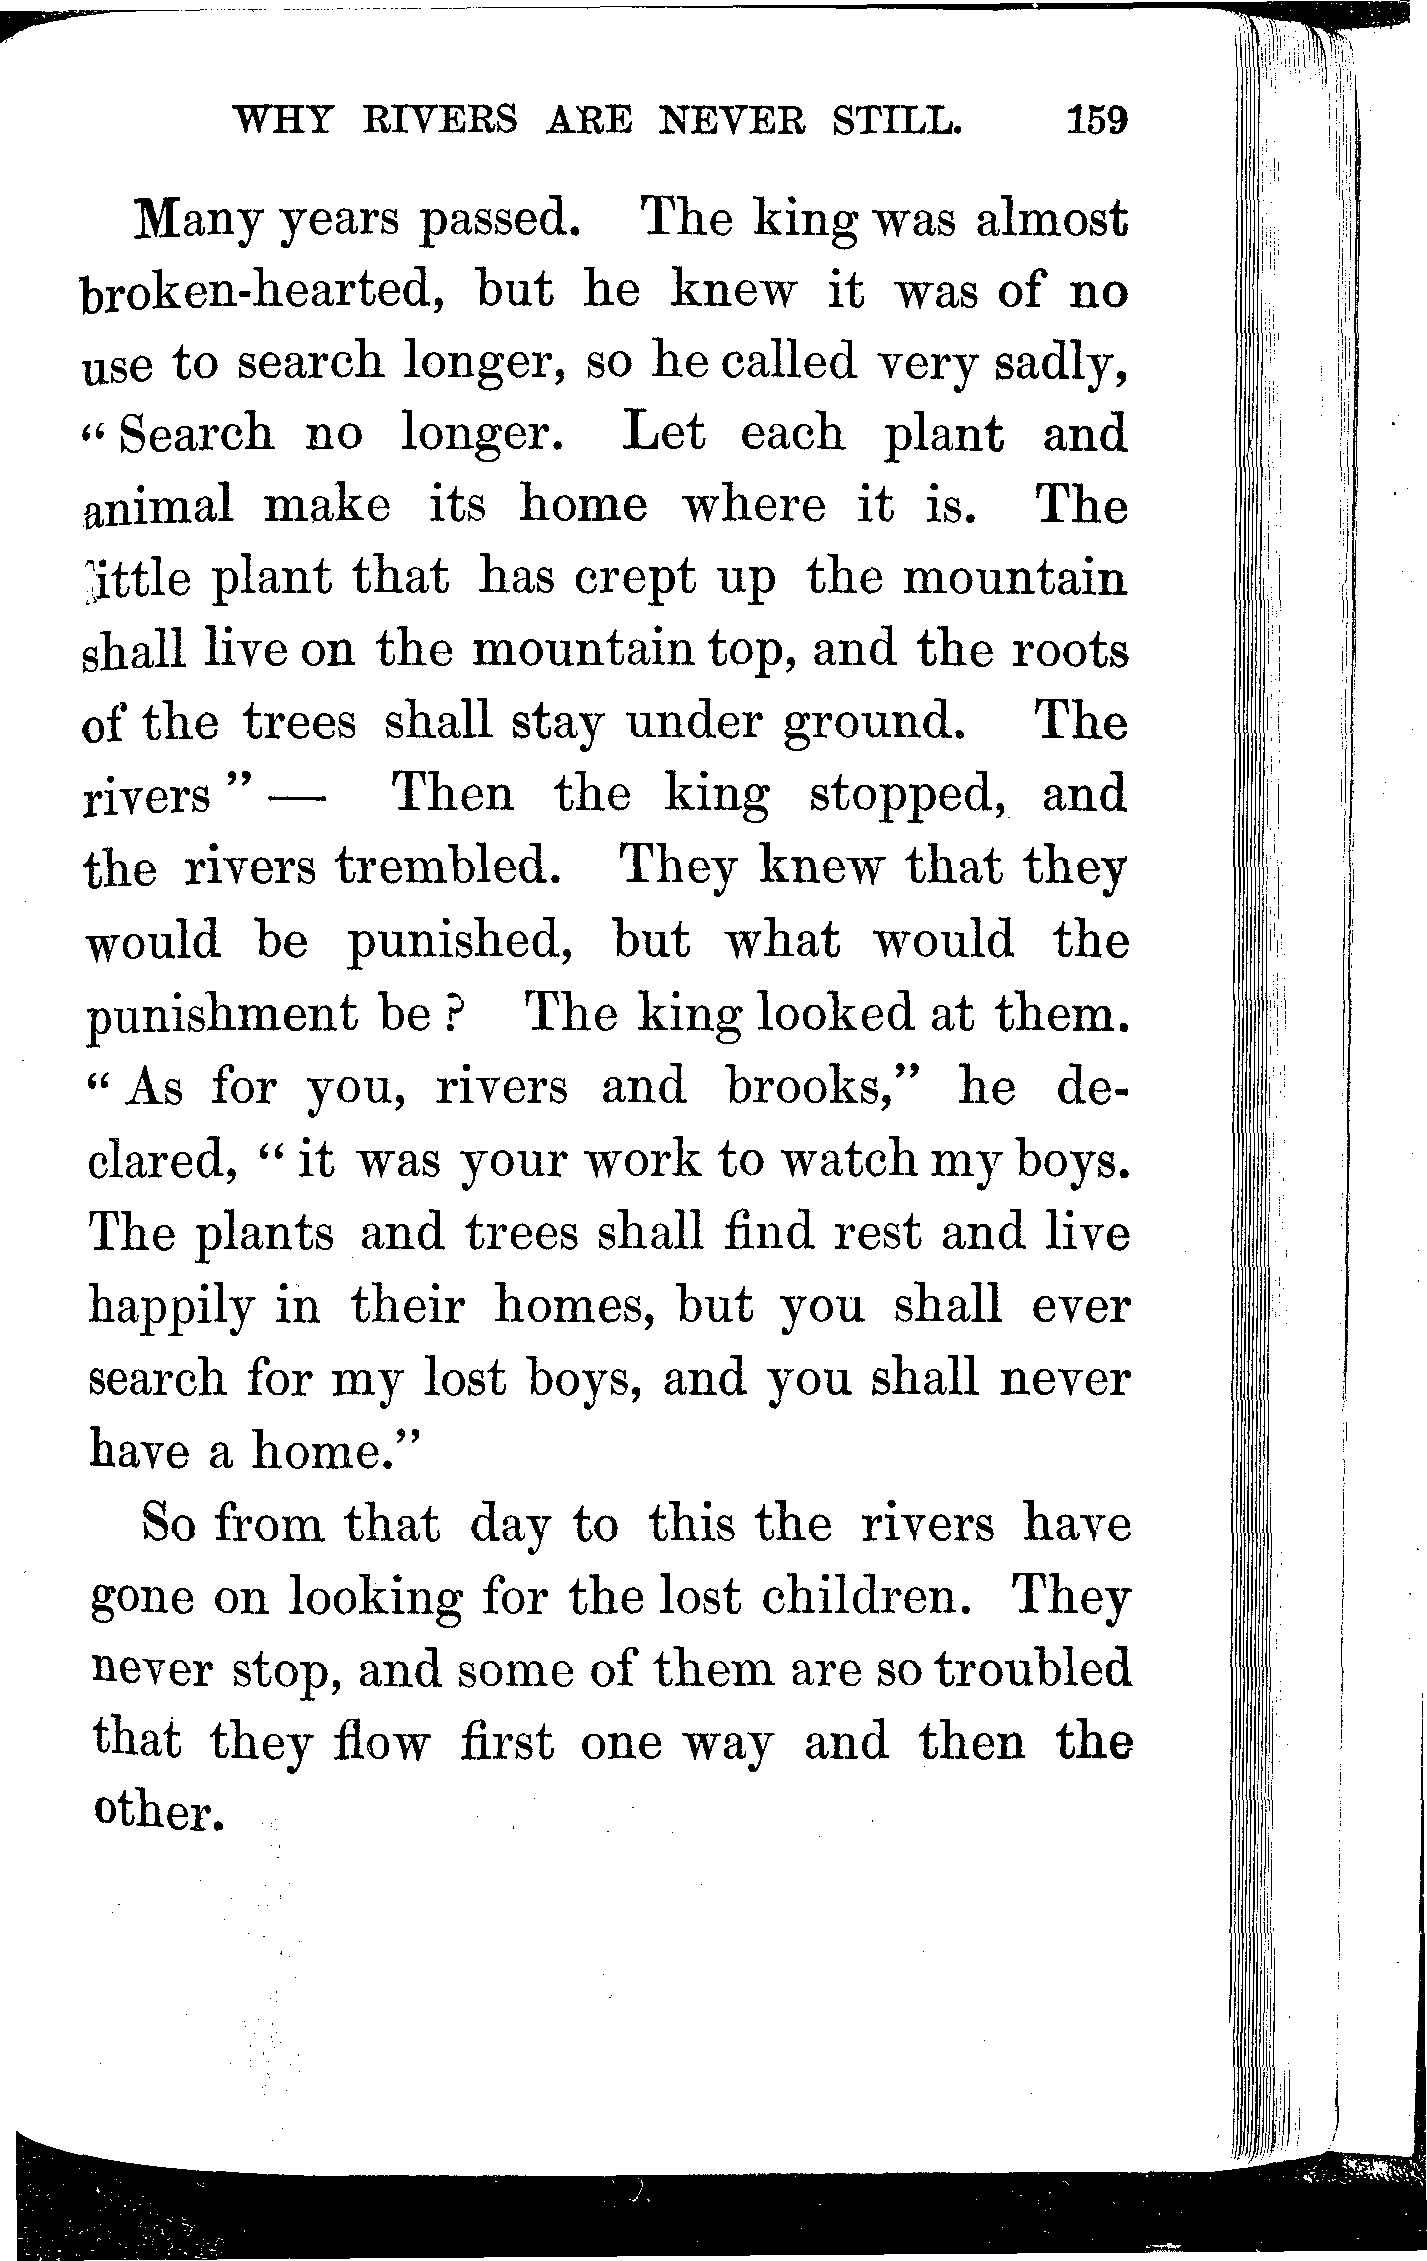 WHY RIVERS ARE NEVER STILL. 159
Many years passed. The king was almost
broken-hearted, but he knew it was of no
use to search longer, so he called very sadly,
“ Search no longer. Let each plant and
animal make its home where it is. The
little plant that has crept up the mountain
shall live on the mountain top, and the roots
of the trees shall stay under ground. The
rivers ” — Then the king stopped, and
the rivers trembled. They knew that they
would be punished, but what would the
punishment be ? The king looked at them.
“ As for you, rivers and brooks,” he de-
clared, “ it was your work to watch my boys.
The plants and trees shall find rest and live
happily in their homes, but you shall ever
search for my lost boys, and you shall never
have a home.”
So from that day to this the rivers have
gone on looking for the lost children. They
never stop, and some of them are so troubled
that they flow first one way and then the
other.